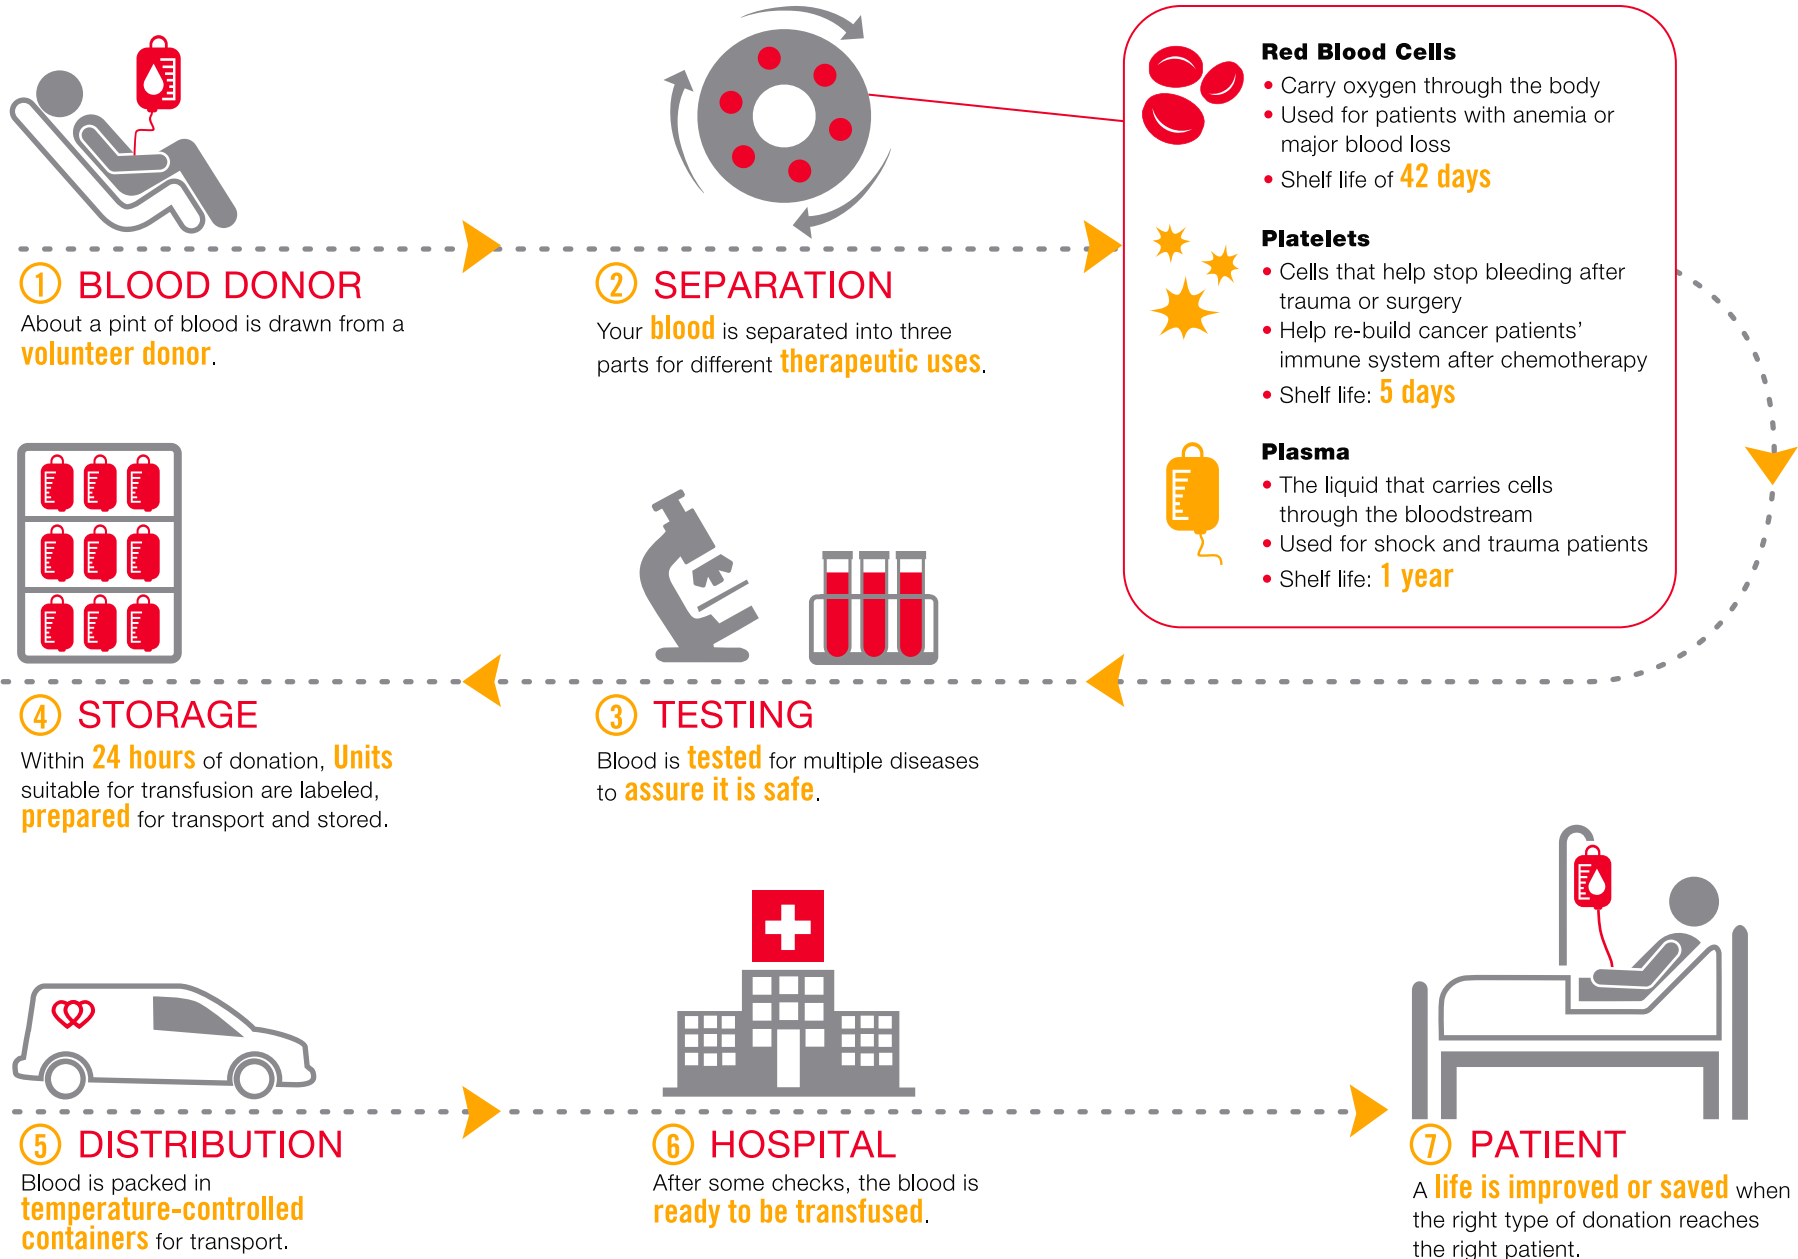 Red Blood Cells
• Carry oxygen through the body
• Used for patients with anemia or
major blood loss
• Shelf life of 42 days
Platelets
• Cells that help stop bleeding after
trauma or surgery
• Help re-build cancer patients’
immune system after chemotherapy
• Shelf life: 5 days
Plasma
• The liquid that carries cells
through the bloodstream
• Used for shock and trauma patients
• Shelf life: 1 year
1 BLOOD DONOR
About a pint of blood is drawn from a
volunteer donor.
2 SEPARATION
Your blood is separated into three
parts for different therapeutic uses.
3 TESTING
Blood is tested for multiple diseases
to assure it is safe.
4 STORAGE
Within 24 hours of donation, Units
suitable for transfusion are labeled,
prepared for transport and stored.
5 DISTRIBUTION
Blood is packed in
temperature-controlled
containers for transport.
6 HOSPITAL
After some checks, the blood is
ready to be transfused.
7 PATIENT
A life is improved or saved when
the right type of donation reaches
the right patient.